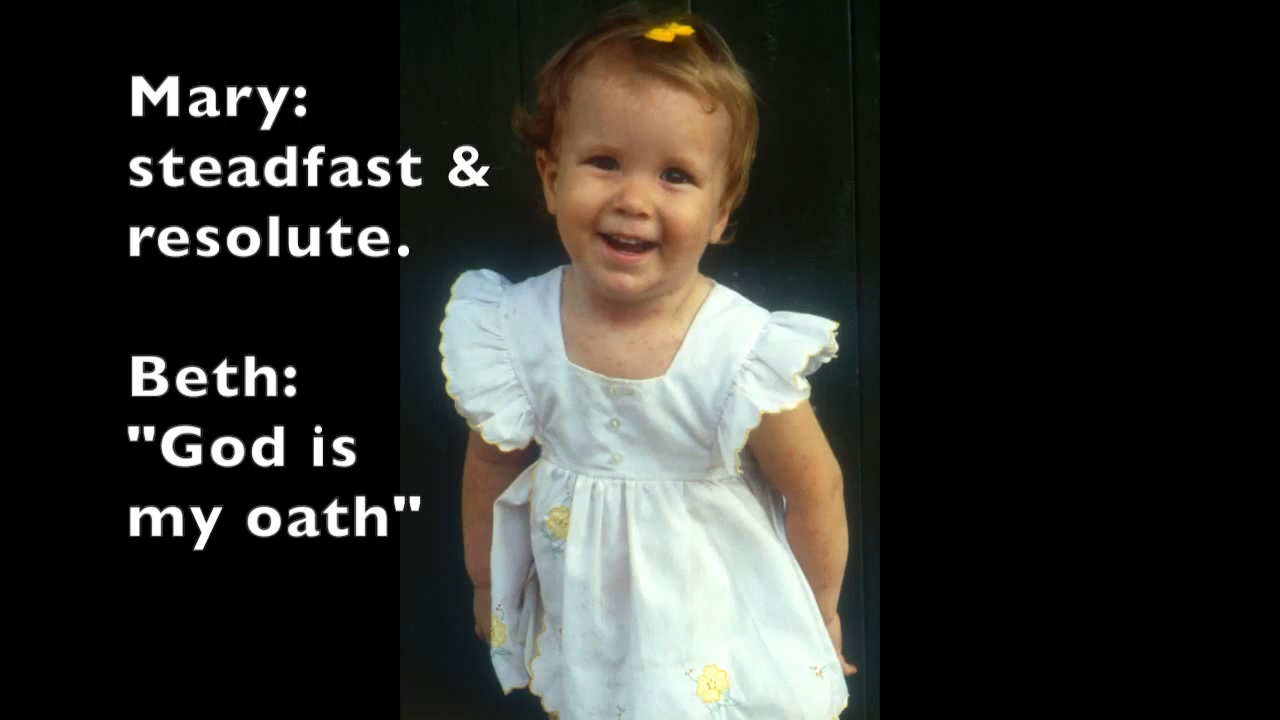 Mary:
steadfast &
resolute.
Beth:
"God is
my oath"